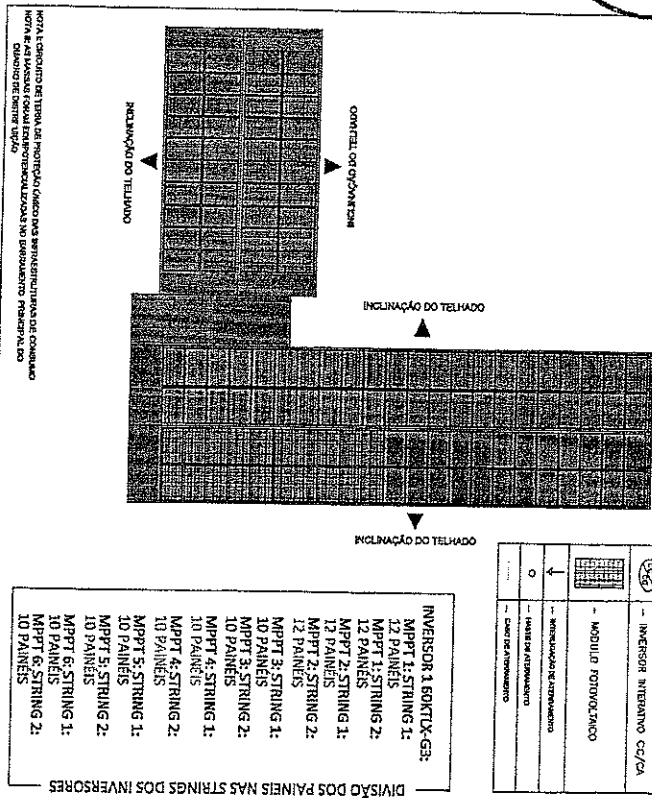 INCLINAÇÃO DO TELHADO
INCLINAÇÃO DO TELHADO
INCLINAÇÃO DO TELHADO
INCLINAÇÃO DO TELHADO
NOTA I: CIRCUITO DE TERRA DE PROTEÇÃO ÚNICO DAS INFRAESTRUTURAS DE CONSUMO
NOTA II: AS MASSAS FORAM EQUIPOTENCIALIZADAS NO BARRAMENTO PRINCIPAL DO
QUADRO DE DISTRIBUIÇÃO
- INVERSOR INTERATIVO CC/CA
- MODULO FOTOVOLTAICO
- INTERLIGAÇÃO DE ATERRAMENTO
- HASTE DE ATERRAMENTO
- CABO DE ATERRAMENTO
DIVISÃO DOS PAINEIS NAS STRINGS DOS INVERSORES
INVERSOR 1 60KTLX-G3:
MPPT 1: STRING 1:
12 PAINÉIS
MPPT 1: STRING 2:
12 PAINÉIS
MPPT 2: STRING 1:
12 PAINÉIS
MPPT 2: STRING 2:
12 PAINÉIS
MPPT 3: STRING 1:
10 PAINÉIS
MPPT 3: STRING 2:
10 PAINÉIS
MPPT 4: STRING 1:
10 PAINÉIS
MPPT 4: STRING 2:
10 PAINÉIS
MPPT 5: STRING 1:
10 PAINÉIS
MPPT 5: STRING 2:
10 PAINÉIS
MPPT 6: STRING 1:
10 PAINÉIS
MPPT 6: STRING 2:
10 PAINÉIS